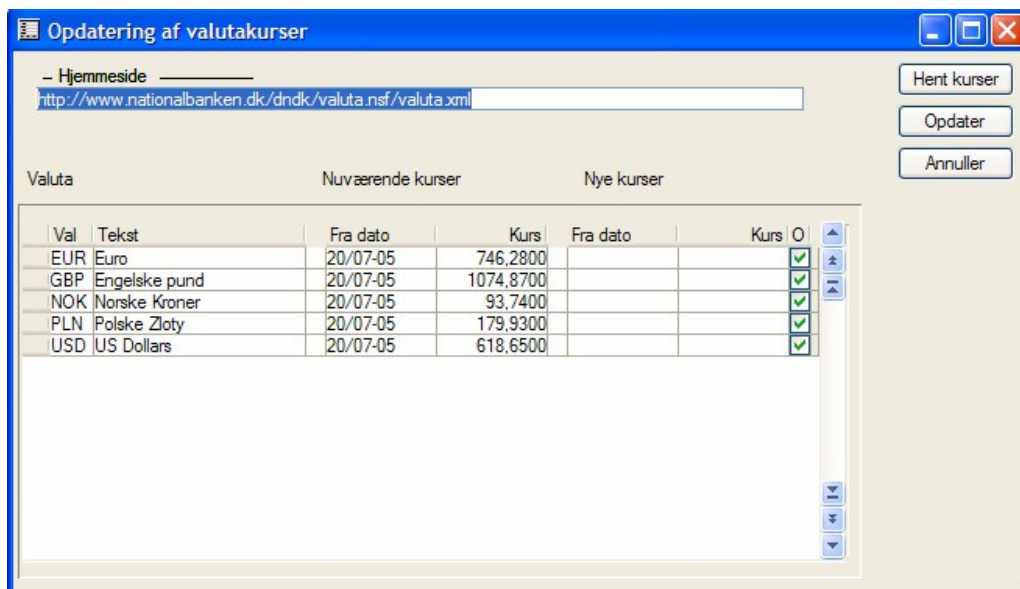 Opdatering af valutakurser
Hjemmeside
http://www.nationalbanken.dk/dndk/valuta.nsf/valuta.xml
Hent kurser
Opdater
Annuller
Valuta Nuværende kurser Nye kurser
Val Tekst Fra dato Kurs Fra dato Kurs O
EUR Euro 20/07-05 746,2800
GBP Engelske pund 20/07-05 1074,8700
NOK Norske Kroner 20/07-05 93,7400
PLN Polske Zloty 20/07-05 179,9300
USD US Dollars 20/07-05 618,6500